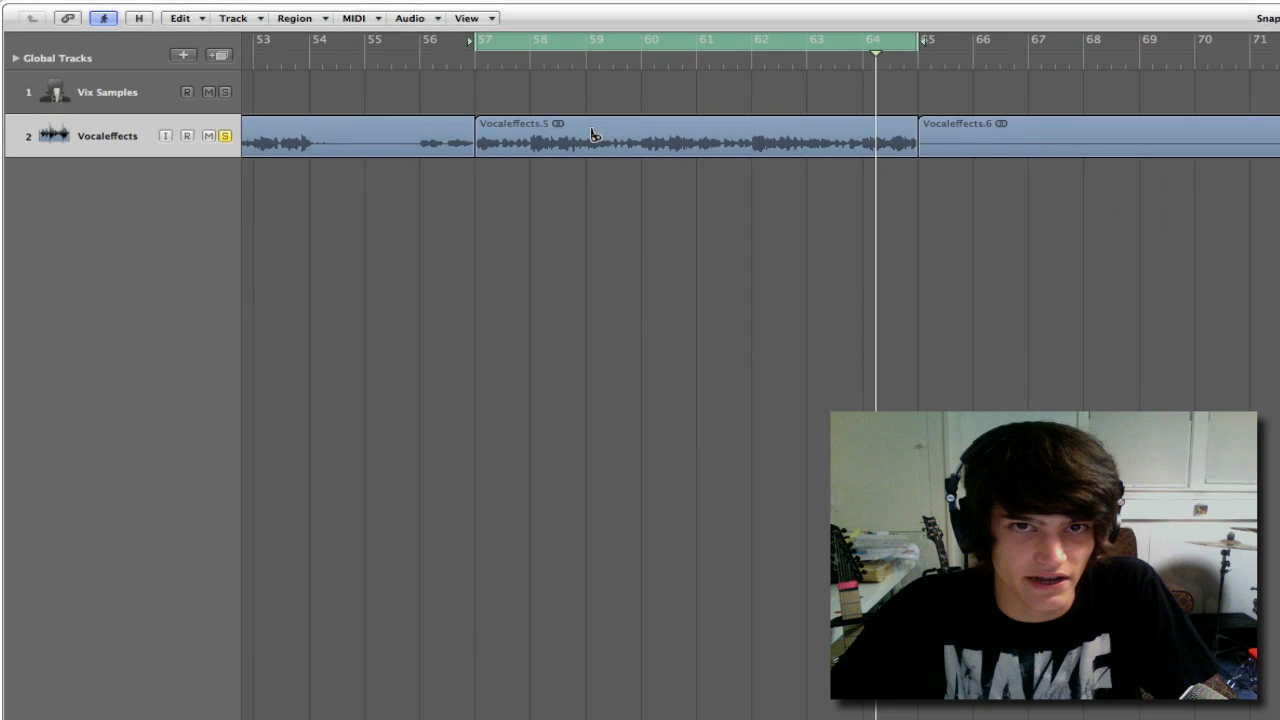 H Edit Track Region MIDI Audio View Snap
53 54 55 56 57 58 59 60 61 62 63 64 65 66 67 68 69 70 71
Global Tracks
1 Vix Samples R M S
2 Vocaleffects I R M S
Vocaleffects.5 Vocaleffects.6
MAKE